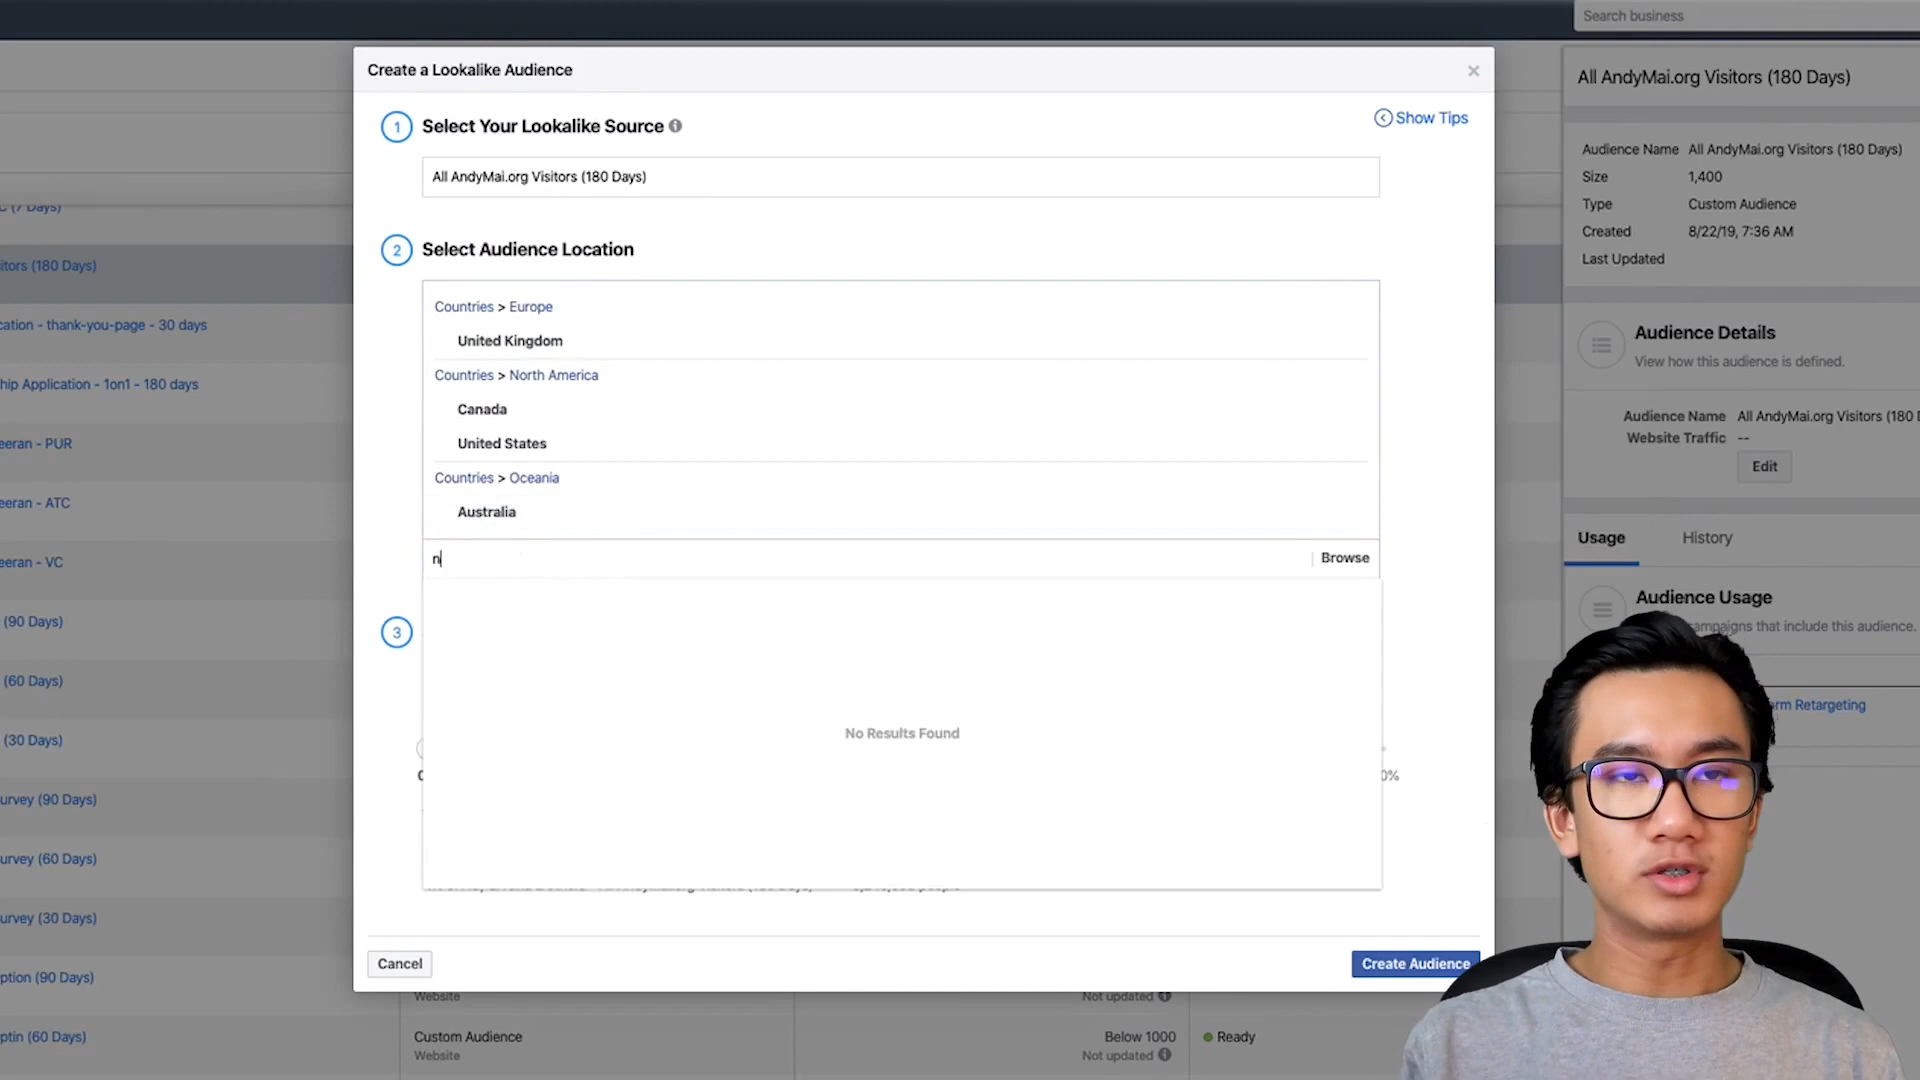 Search business
Create a Lookalike Audience
×
1
Select Your Lookalike Source
Show Tips
All AndyMai.org Visitors (180 Days)
2
Select Audience Location
Countries > Europe
United Kingdom
Countries > North America
Canada
United States
Countries > Oceania
Australia
n
Browse
3
No Results Found
0%
Cancel
Create Audience
All AndyMai.org Visitors (180 Days)
Audience Name All AndyMai.org Visitors (180 Days)
Size 1,400
Type Custom Audience
Created 8/22/19, 7:36 AM
Last Updated
Audience Details
View how this audience is defined.
Audience Name All AndyMai.org Visitors (180
Website Traffic --
Edit
Usage
History
Audience Usage
campaigns that include this audience.
rm Retargeting
C (7 Days)
itors (180 Days)
cation - thank-you-page - 30 days
hip Application - 1on1 - 180 days
eeran - PUR
eeran - ATC
eeran - VC
(90 Days)
(60 Days)
(30 Days)
urvey (90 Days)
urvey (60 Days)
urvey (30 Days)
ption (90 Days)
ptin (60 Days)
Website
Not updated
Custom Audience
Website
Below 1000
Not updated
Ready